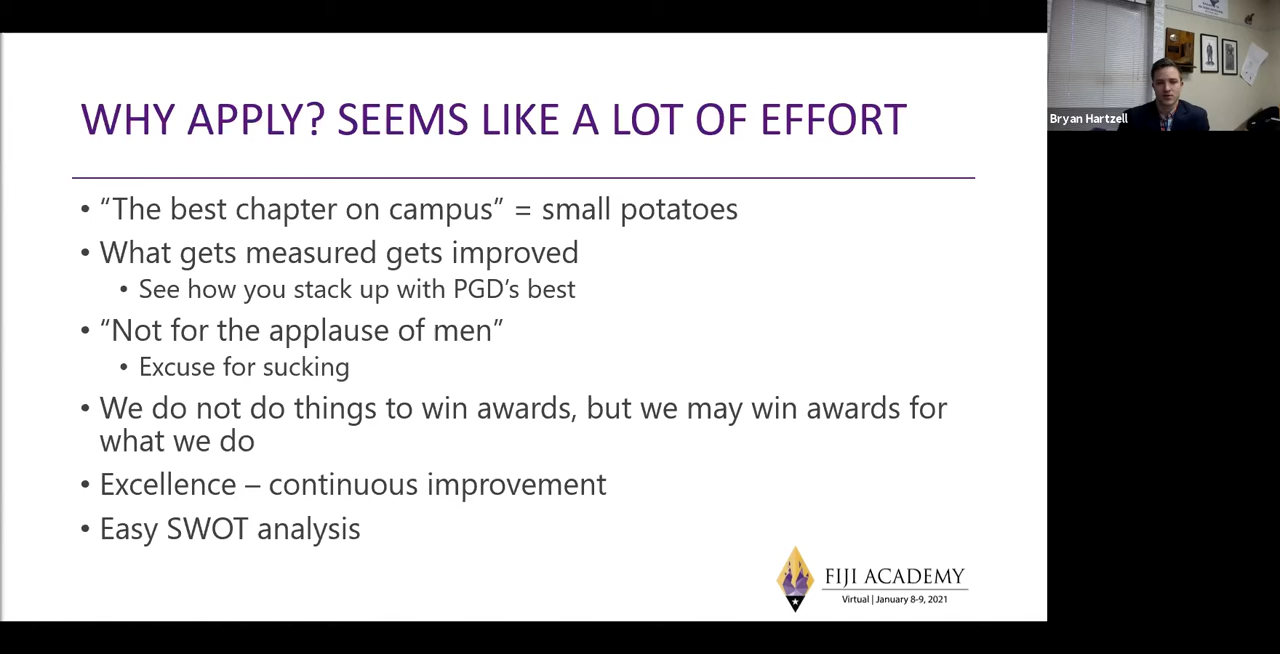 WHY APPLY? SEEMS LIKE A LOT OF EFFORT
• “The best chapter on campus” = small potatoes
• What gets measured gets improved
• See how you stack up with PGD’s best
• “Not for the applause of men”
• Excuse for sucking
• We do not do things to win awards, but we may win awards for
what we do
• Excellence – continuous improvement
• Easy SWOT analysis
FIJI ACADEMY
Virtual | January 8-9, 2021
Bryan Hartzell